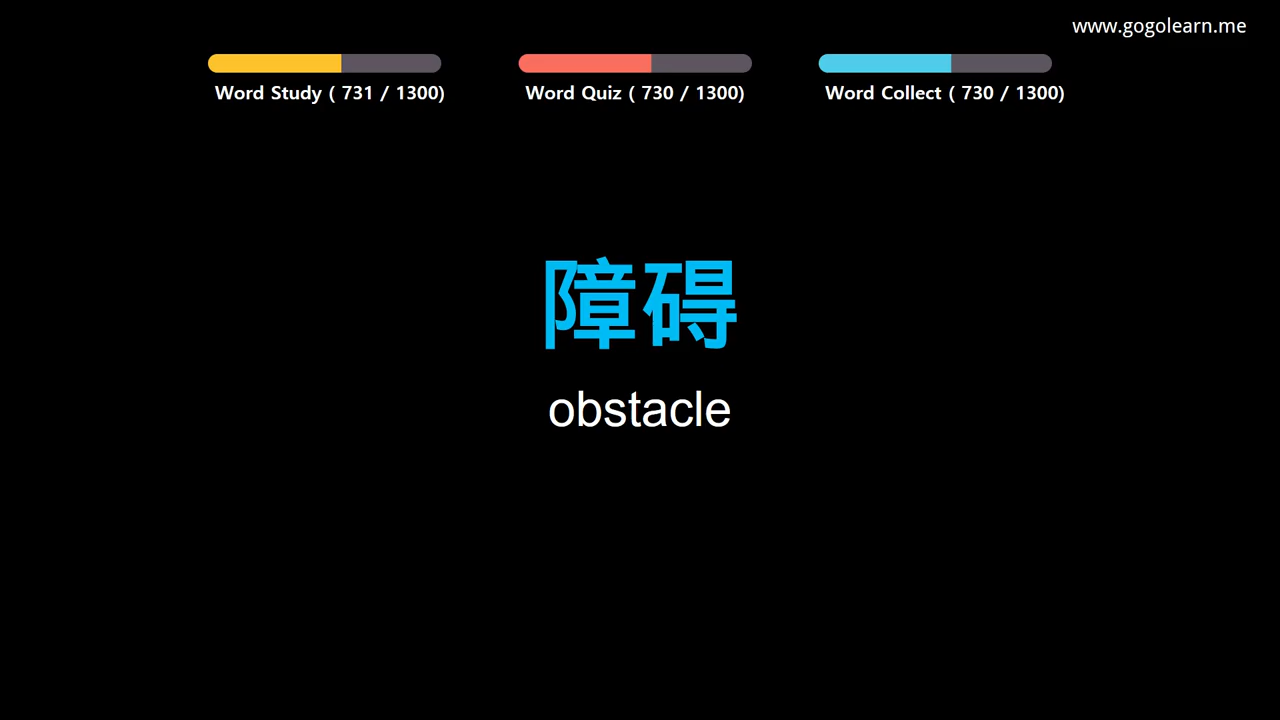 www.gogolearn.me
Word Study ( 731 / 1300)
Word Quiz ( 730 / 1300)
Word Collect ( 730 / 1300)
障碍
obstacle